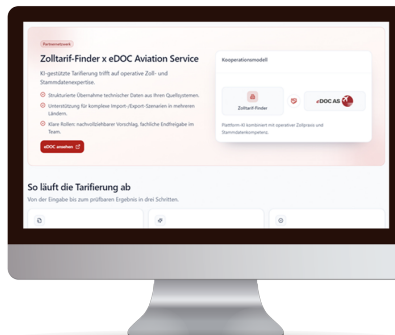 Partnernetzwerk
Zolltarif-Finder x eDOC Aviation Service
KI-gestützte Tarifierung trifft auf operative Zoll- und
Stammdatenexpertise.
Strukturierte Übernahme technischer Daten aus Ihren Quellsystemen.
Unterstützung für komplexe Import-/Export-Szenarien in mehreren
Ländern.
Klare Rollen: nachvollziehbarer Vorschlag, fachliche Endfreigabe im
Team.
eDOC ansehen
Kooperationsmodell
Zolltarif-Finder
eDOC AS
Plattform-KI kombiniert mit operativer Zollpraxis und
Stammdatenkompetenz.
So läuft die Tarifierung ab
Von der Eingabe bis zum prüfbaren Ergebnis in drei Schritten.